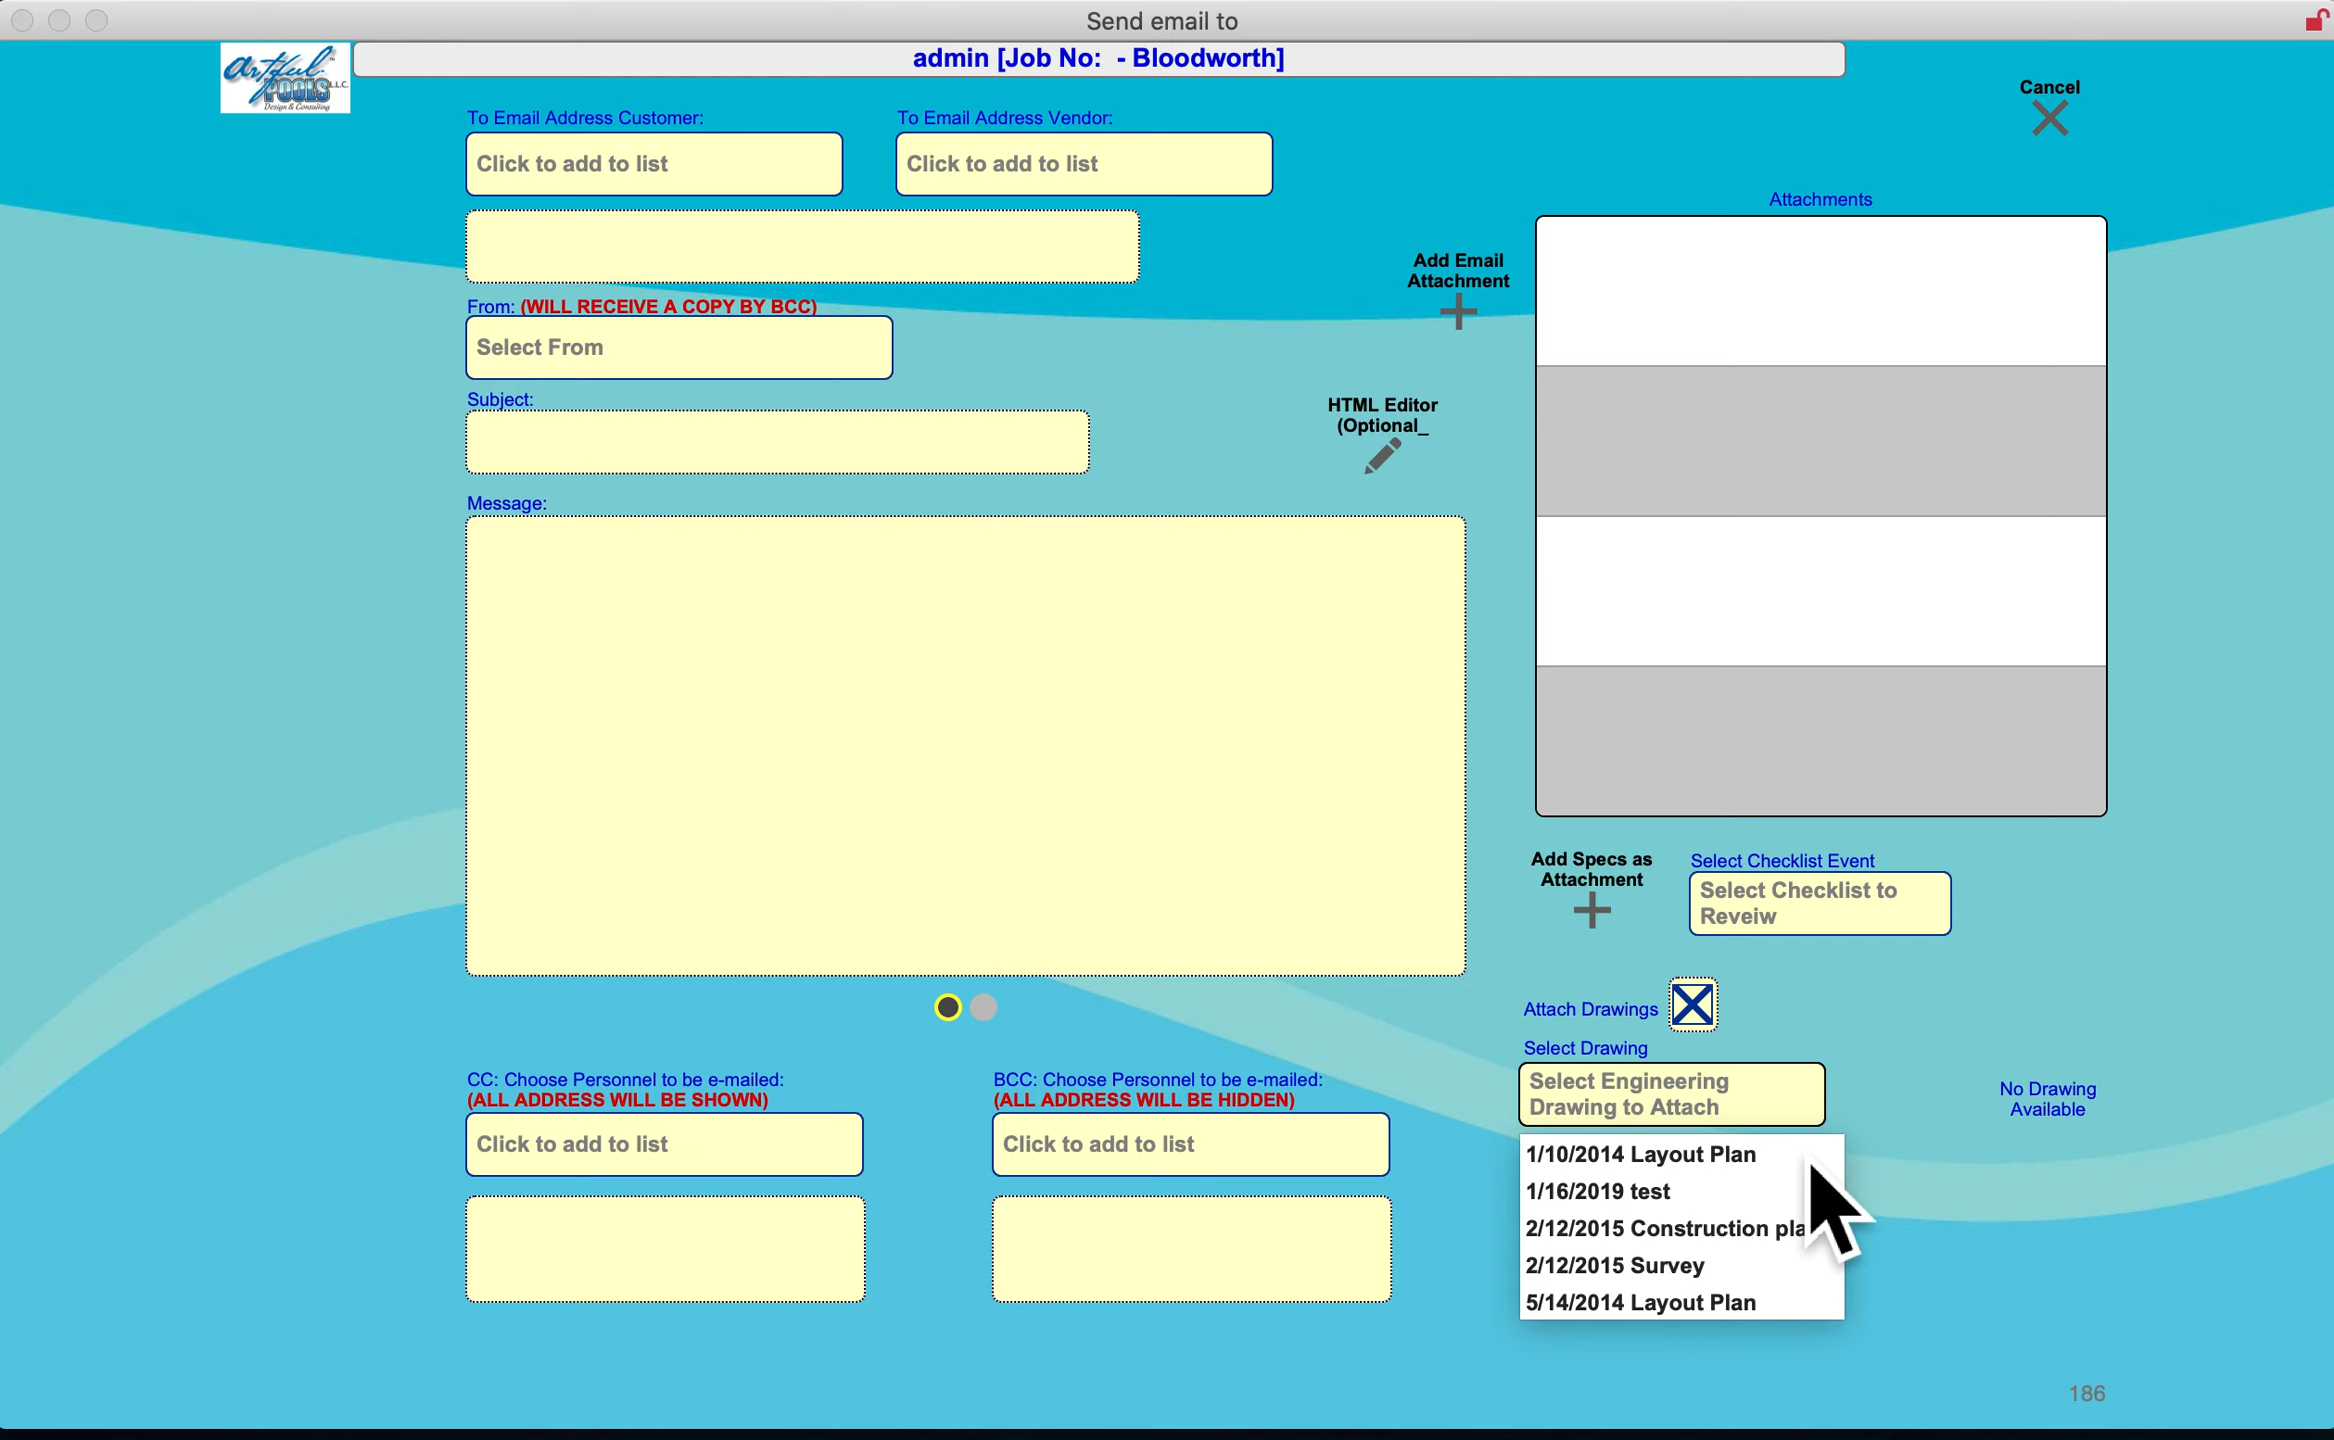 Send email to
Artful
POOLS L.L.C.
Design & Consulting
admin [Job No:  - Bloodworth]
Cancel
To Email Address Customer:
To Email Address Vendor:
Click to add to list
Click to add to list
Attachments
Add Email
Attachment
From: (WILL RECEIVE A COPY BY BCC)
Select From
Subject:
HTML Editor
(Optional_
Message:
Add Specs as
Attachment
Select Checklist Event
Select Checklist to
Reveiw
Attach Drawings
Select Drawing
Select Engineering
Drawing to Attach
No Drawing
Available
CC: Choose Personnel to be e-mailed:
(ALL ADDRESS WILL BE SHOWN)
BCC: Choose Personnel to be e-mailed:
(ALL ADDRESS WILL BE HIDDEN)
Click to add to list
Click to add to list
1/10/2014 Layout Plan
1/16/2019 test
2/12/2015 Construction pla
2/12/2015 Survey
5/14/2014 Layout Plan
186